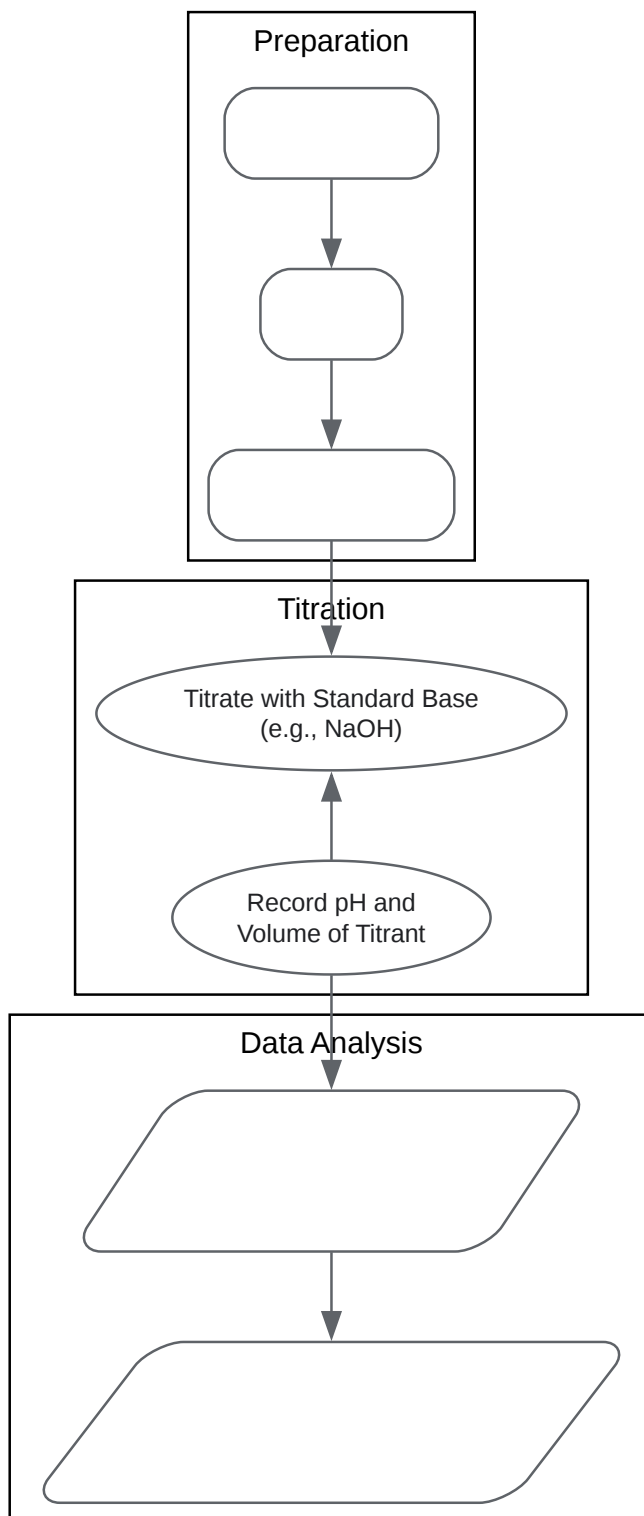 Preparation
Titration
Titrate with Standard Base
(e.g., NaOH)
Record pH and
Volume of Titrant
Data Analysis